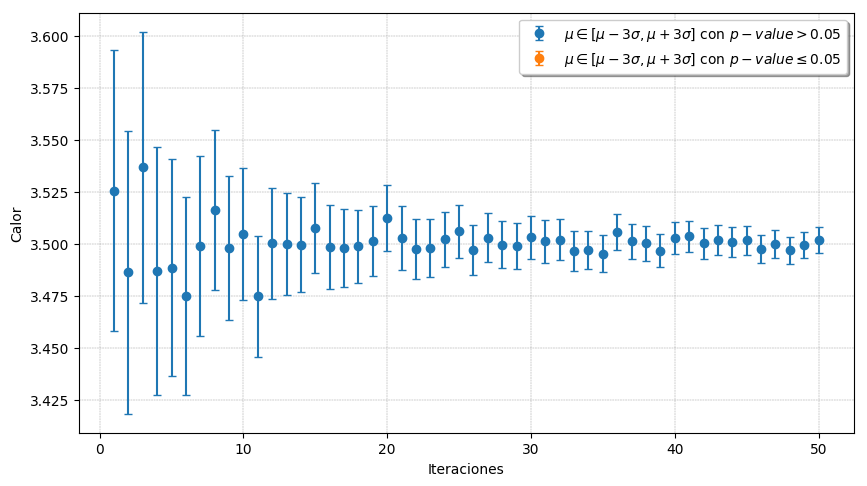 3.600
3.575
3.550
3.525
3.500
3.475
3.450
3.425
Calor
0 10 20 30 40 50
Iteraciones
μ ∈ [μ − 3σ, μ + 3σ] con p − value > 0.05
μ ∈ [μ − 3σ, μ + 3σ] con p − value ≤ 0.05